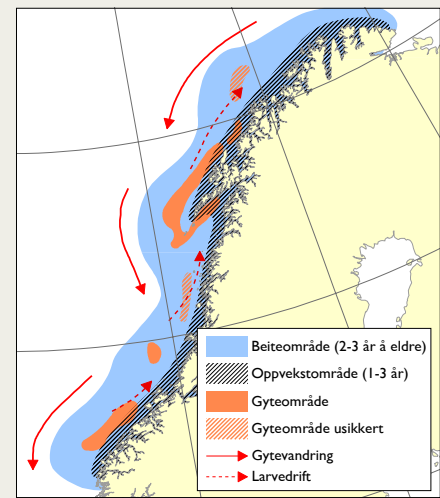 Beiteområde (2-3 år å eldre)
Oppvekstområde (1-3 år)
Gyteområde
Gyteområde usikkert
Gytevandring
Larvedrift